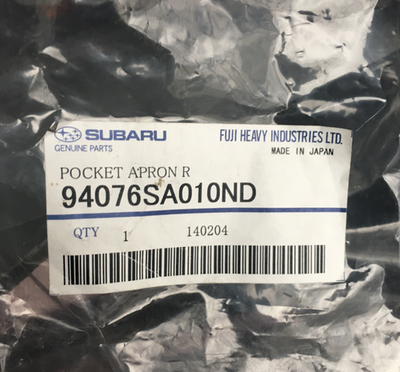 SUBARU FUJI HEAVY INDUSTRIES LTD.
GENUINE PARTS MADE IN JAPAN
POCKET APRON R
94076SA010ND
QTY 1 140204